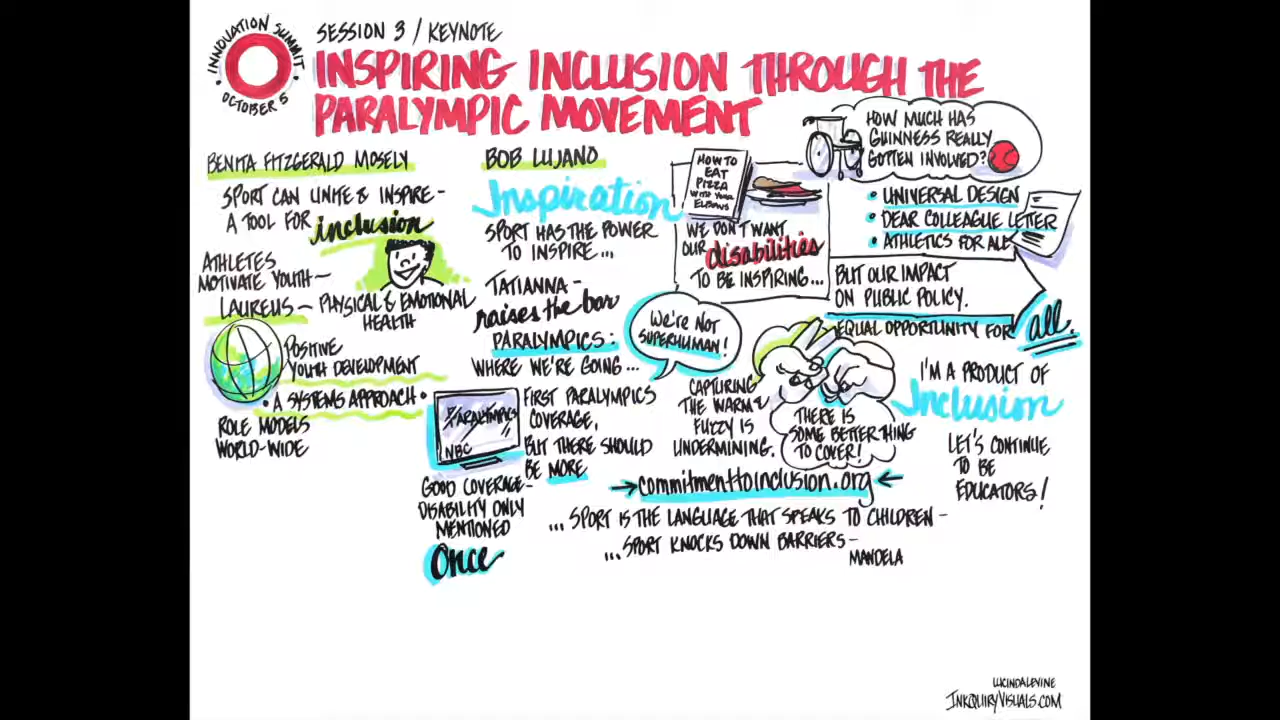 INNOVATION SUMMIT
• OCTOBER 5 •
SESSION 3 / KEYNOTE
INSPIRING INCLUSION THROUGH THE
PARALYMPIC MOVEMENT
BENITA FITZGERALD MOSELY
SPORT CAN UNITE & INSPIRE –
A TOOL FOR inclusion
ATHLETES
MOTIVATE YOUTH –
LAUREUS – PHYSICAL & EMOTIONAL
HEALTH
POSITIVE
YOUTH DEVELOPMENT
• A SYSTEMS APPROACH •
ROLE MODELS
WORLD-WIDE
BOB LUJANO
Inspiration
SPORT HAS THE POWER
TO INSPIRE...
TATIANNA –
raises the bar
PARALYMPICS:
WHERE WE'RE GOING...
PARALYMPICS
NBC
FIRST PARALYMPICS
COVERAGE,
BUT THERE SHOULD
BE MORE
GOOD COVERAGE –
DISABILITY ONLY
MENTIONED
Once
HOW TO
EAT
PIZZA
WITH YOUR
ELBOWS
WE DON'T WANT
OUR disabilities
TO BE INSPIRING...
We're NOT
SUPERHUMAN!
CAPTURING
THE WARM &
FUZZY IS
UNDERMINING.
THERE IS
SOME BETTER THING
TO COVER!
HOW MUCH HAS
GUINNESS REALLY
GOTTEN INVOLVED?
• UNIVERSAL DESIGN
• DEAR COLLEAGUE LETTER
• ATHLETICS FOR ALL
BUT OUR IMPACT
ON PUBLIC POLICY.
EQUAL OPPORTUNITY FOR all.
I'M A PRODUCT OF
Inclusion
LET'S CONTINUE
TO BE
EDUCATORS!
→ commitmenttoinclusion.org ←
... SPORT IS THE LANGUAGE THAT SPEAKS TO CHILDREN –
... SPORT KNOCKS DOWN BARRIERS –
MANDELA
LUCINDA LEVINE
INKQUIRYVISUALS.COM